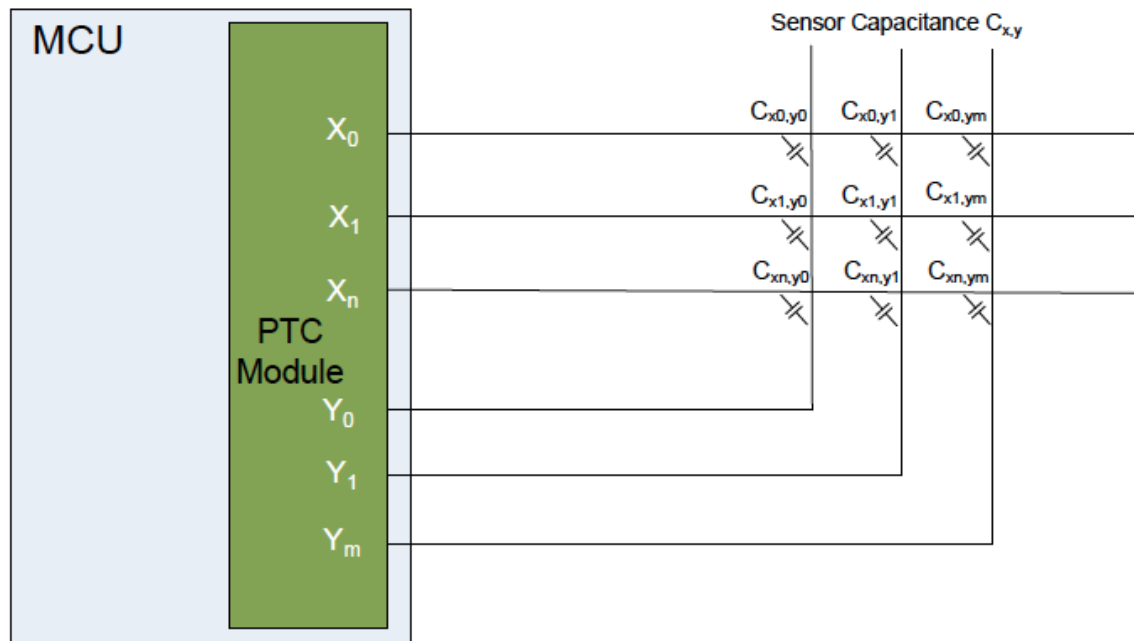 MCU
Sensor Capacitance Cx,y
X0
Cx0,y0 Cx0,y1 Cx0,ym
X1
Cx1,y0 Cx1,y1 Cx1,ym
Xn
Cxn,y0 Cxn,y1 Cxn,ym
PTC
Module
Y0
Y1
Ym